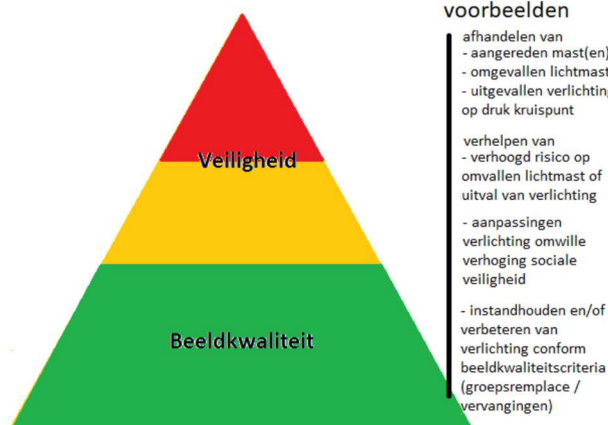 voorbeelden
afhandelen van
- aangereden mast(en)
- omgevallen lichtmast
- uitgevallen verlichting
op druk kruispunt
verhelpen van
- verhoogd risico op
omvallen lichtmast of
uitval van verlichting
- aanpassingen
verlichting omwille
verhoging sociale
veiligheid
- instandhouden en/of
verbeteren van
verlichting conform
beeldkwaliteitscriteria
(groepsremplace /
vervangingen)
Veiligheid
Beeldkwaliteit